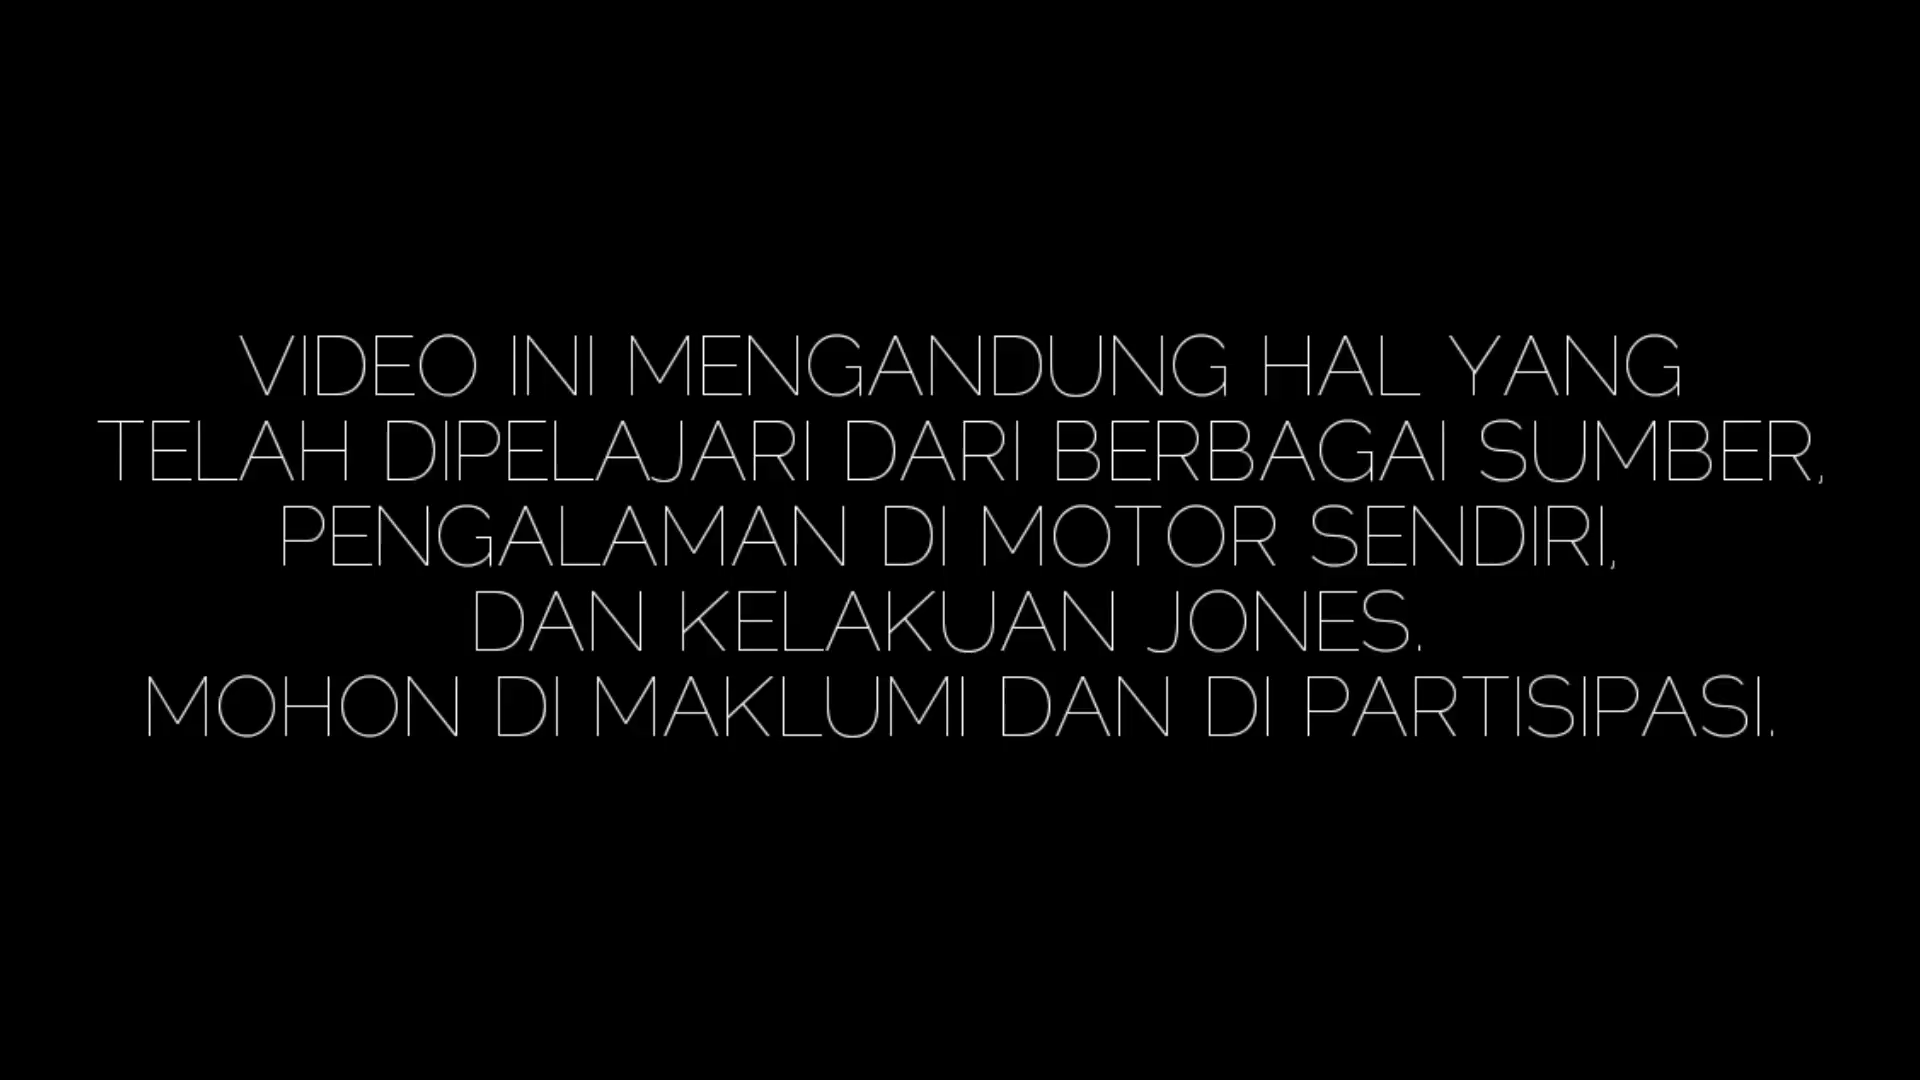 VIDEO INI MENGANDUNG HAL YANG
TELAH DIPELAJARI DARI BERBAGAI SUMBER,
PENGALAMAN DI MOTOR SENDIRI,
DAN KELAKUAN JONES.
MOHON DI MAKLUMI DAN DI PARTISIPASI.